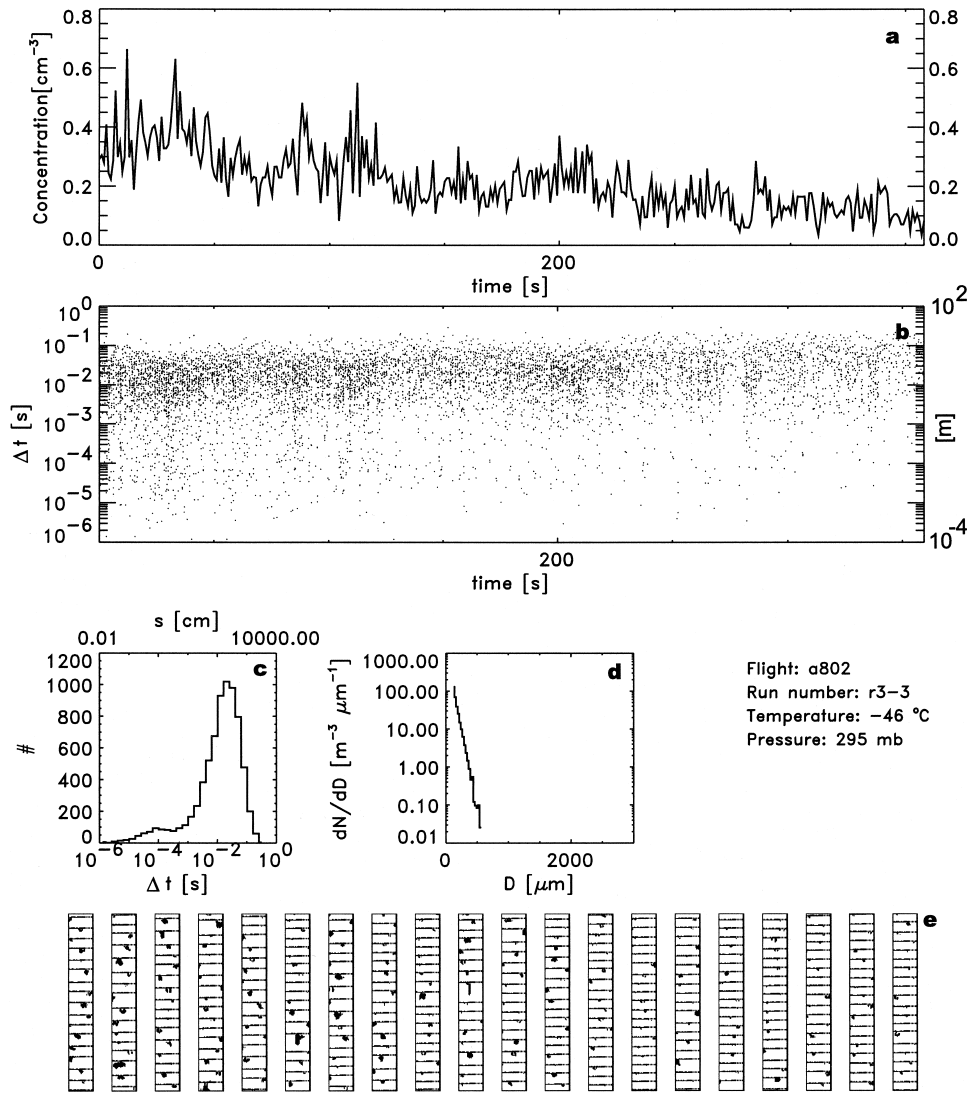 a
Concentration[cm⁻³]
0.8
0.6
0.4
0.2
0.0
0.8
0.6
0.4
0.2
0.0
0
200
time [s]
b
Δt [s]
10⁰
10⁻¹
10⁻²
10⁻³
10⁻⁴
10⁻⁵
10⁻⁶
10²
[m]
10⁻⁴
200
time [s]
s [cm]
0.01 10000.00
c
#
1200
1000
800
600
400
200
0
10⁻⁶ 10⁻⁴ 10⁻² 10⁰
Δt [s]
d
dN/dD [m⁻³ μm⁻¹]
1000.00
100.00
10.00
1.00
0.10
0.01
0 2000
D [μm]
Flight: a802
Run number: r3-3
Temperature: -46 °C
Pressure: 295 mb
e